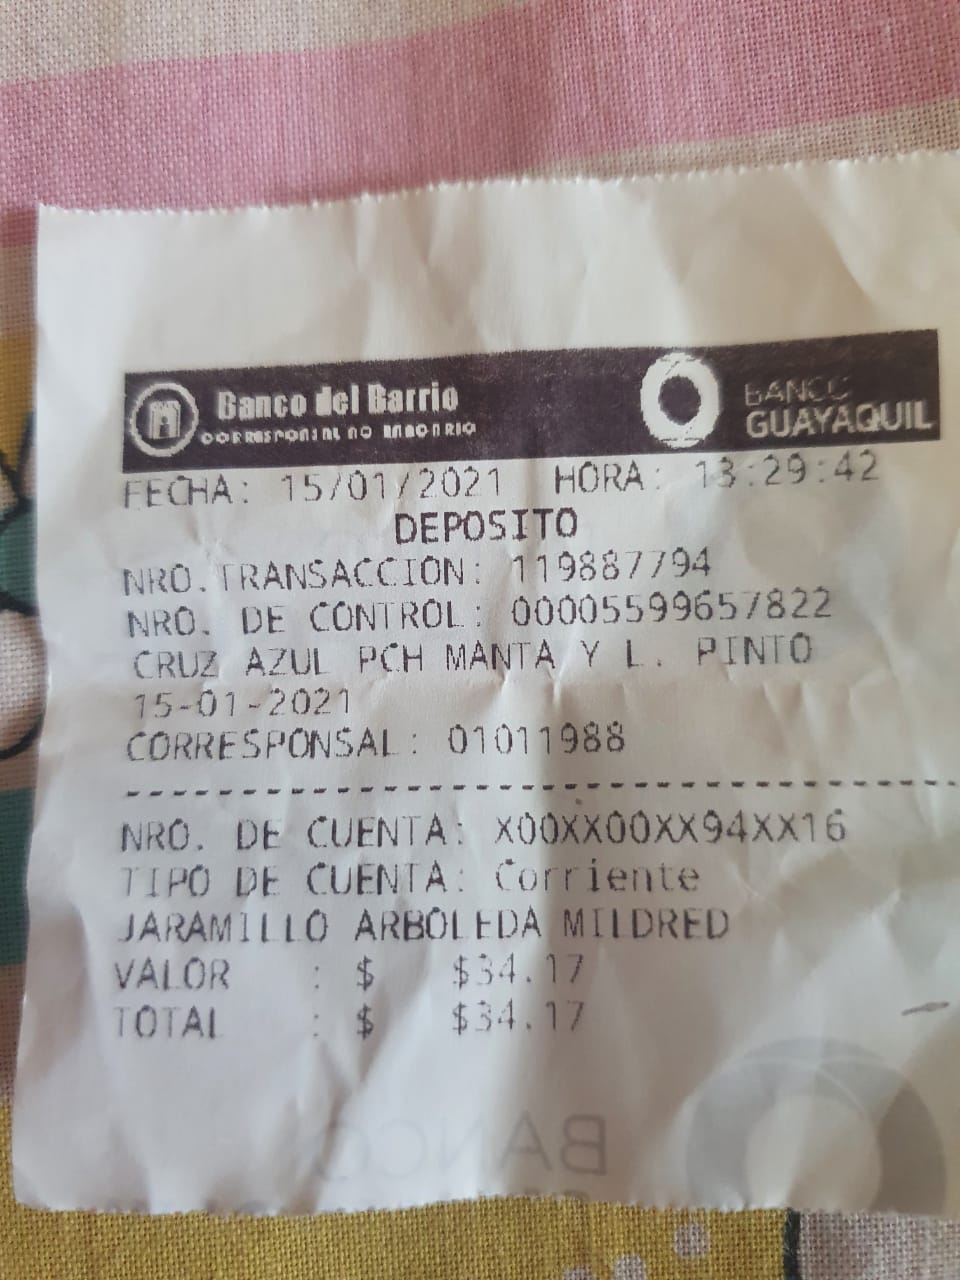 Banco del Barrio
CORRESPONSAL NO BANCARIO
BANCO
GUAYAQUIL
FECHA: 15/01/2021 HORA: 13:29:42
DEPOSITO
NRO.TRANSACCION: 119887794
NRO. DE CONTROL: 00005599657822
CRUZ AZUL PCH MANTA Y L. PINTO
15-01-2021
CORRESPONSAL: 01011988
NRO. DE CUENTA: X00XX00XX94XX16
TIPO DE CUENTA: Corriente
JARAMILLO ARBOLEDA MILDRED
VALOR : $ $34.17
TOTAL : $ $34.17
BANCO